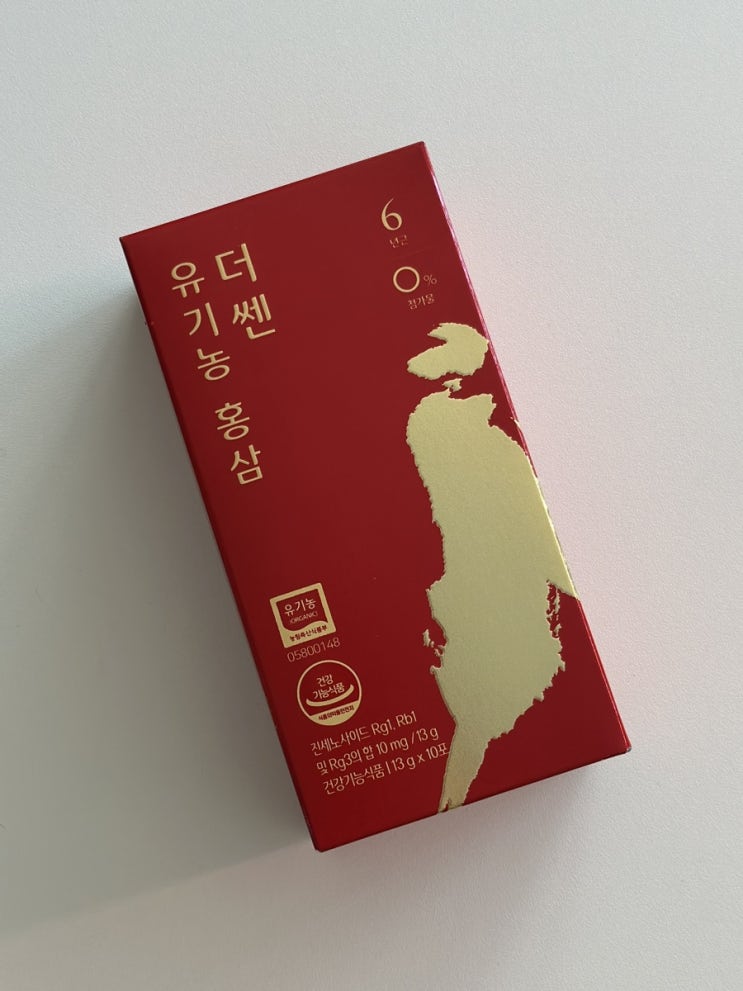 더쎈
유기농 홍삼
6
년근
0%
첨가물
유기농
(ORGANIC)
농림축산식품부
05800148
건강
기능식품
식품의약품안전처
진세노사이드 Rg1, Rb1
및 Rg3의 합 10 mg / 13 g
건강기능식품 | 13 g x 10포